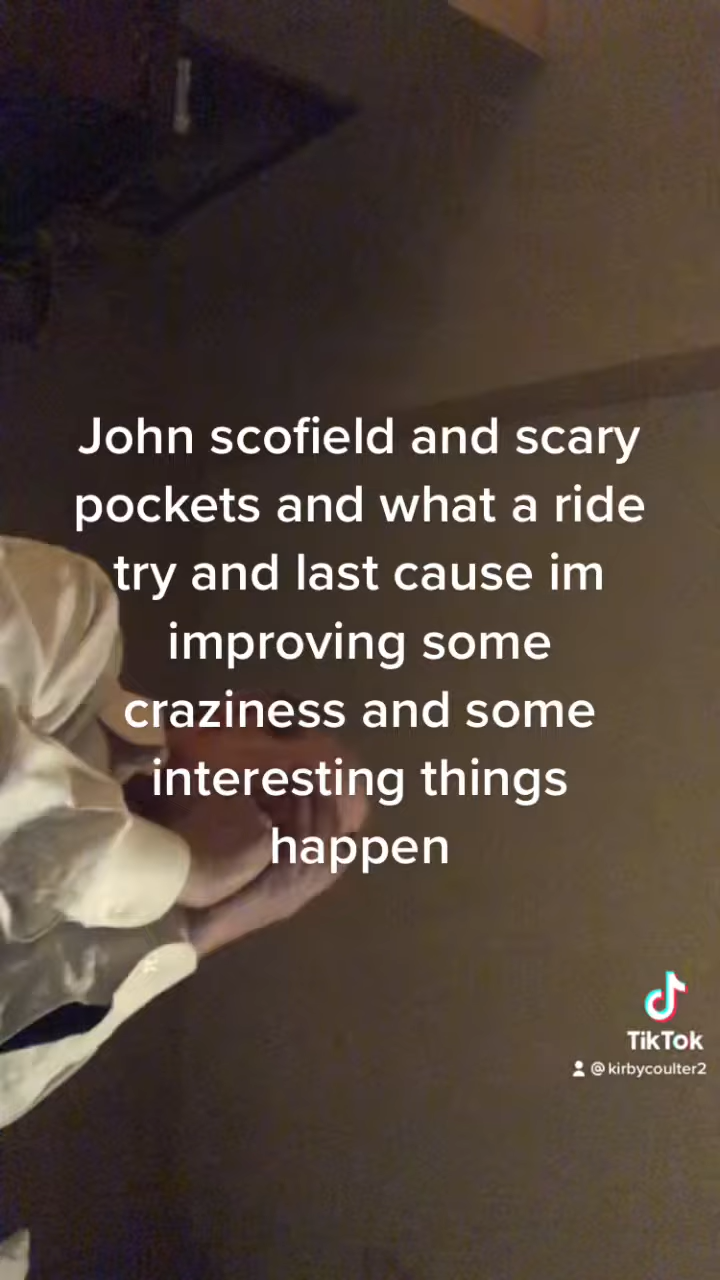 John scofield and scary
pockets and what a ride
try and last cause im
improving some
craziness and some
interesting things
happen
TikTok
@kirbycoulter2